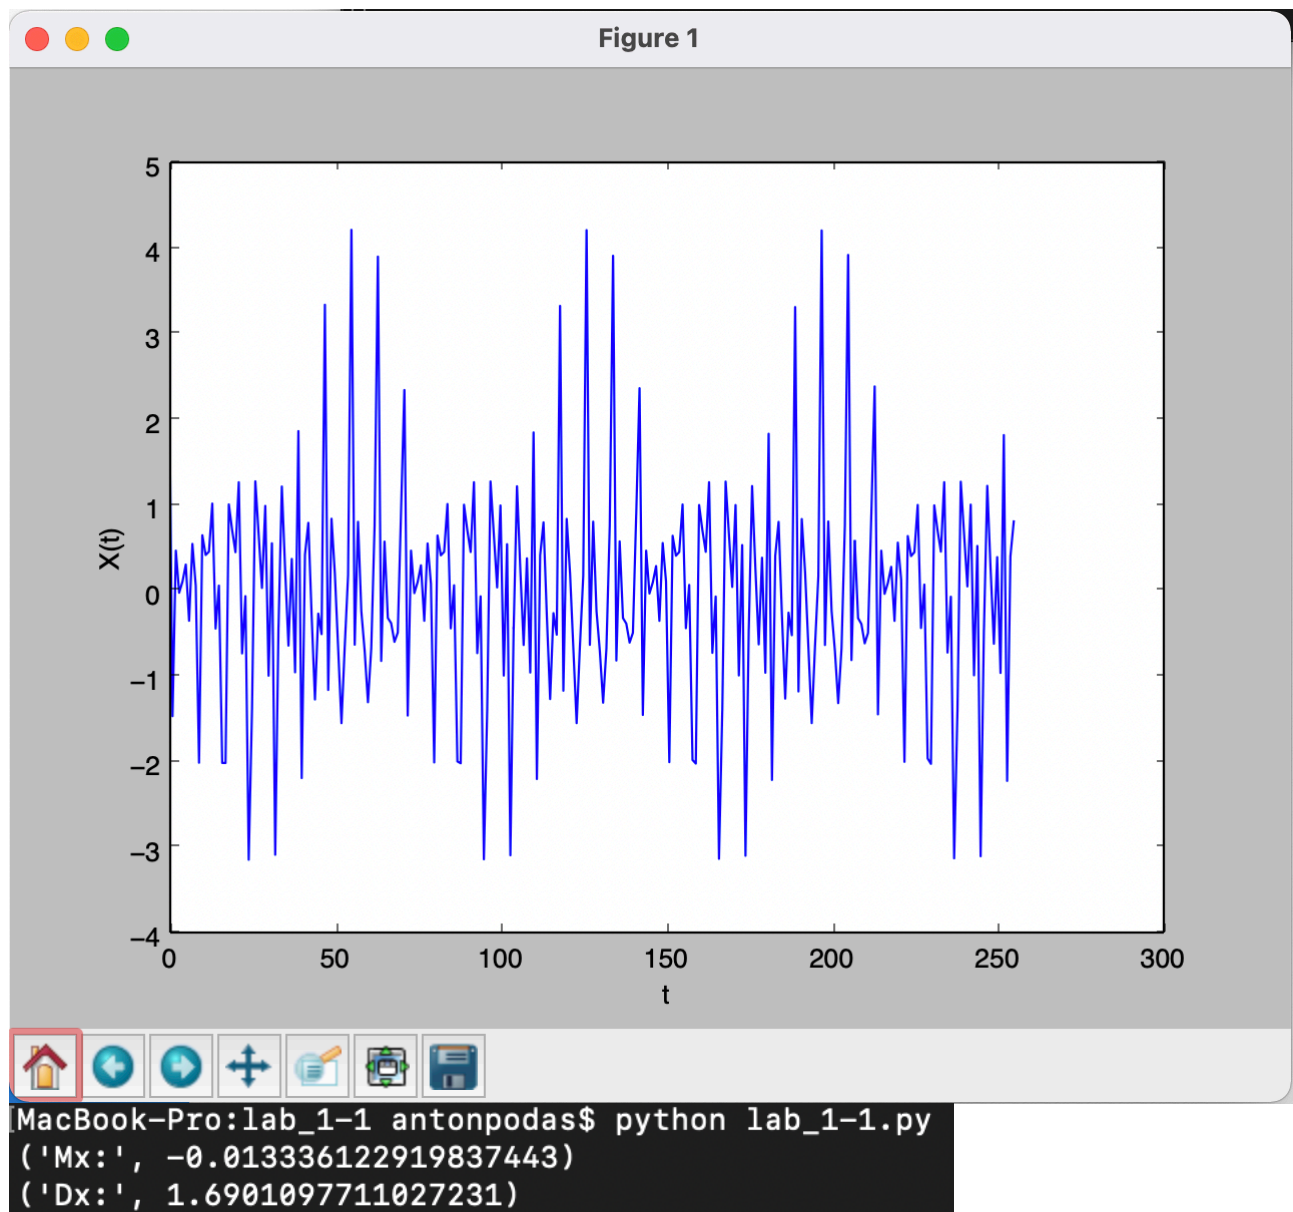 Figure 1
5
4
3
2
1
0
−1
−2
−3
−4
X(t)
0 50 100 150 200 250 300
t
[MacBook-Pro:lab_1-1 antonpodas$ python lab_1-1.py
('Mx:', -0.013336122919837443)
('Dx:', 1.6901097711027231)